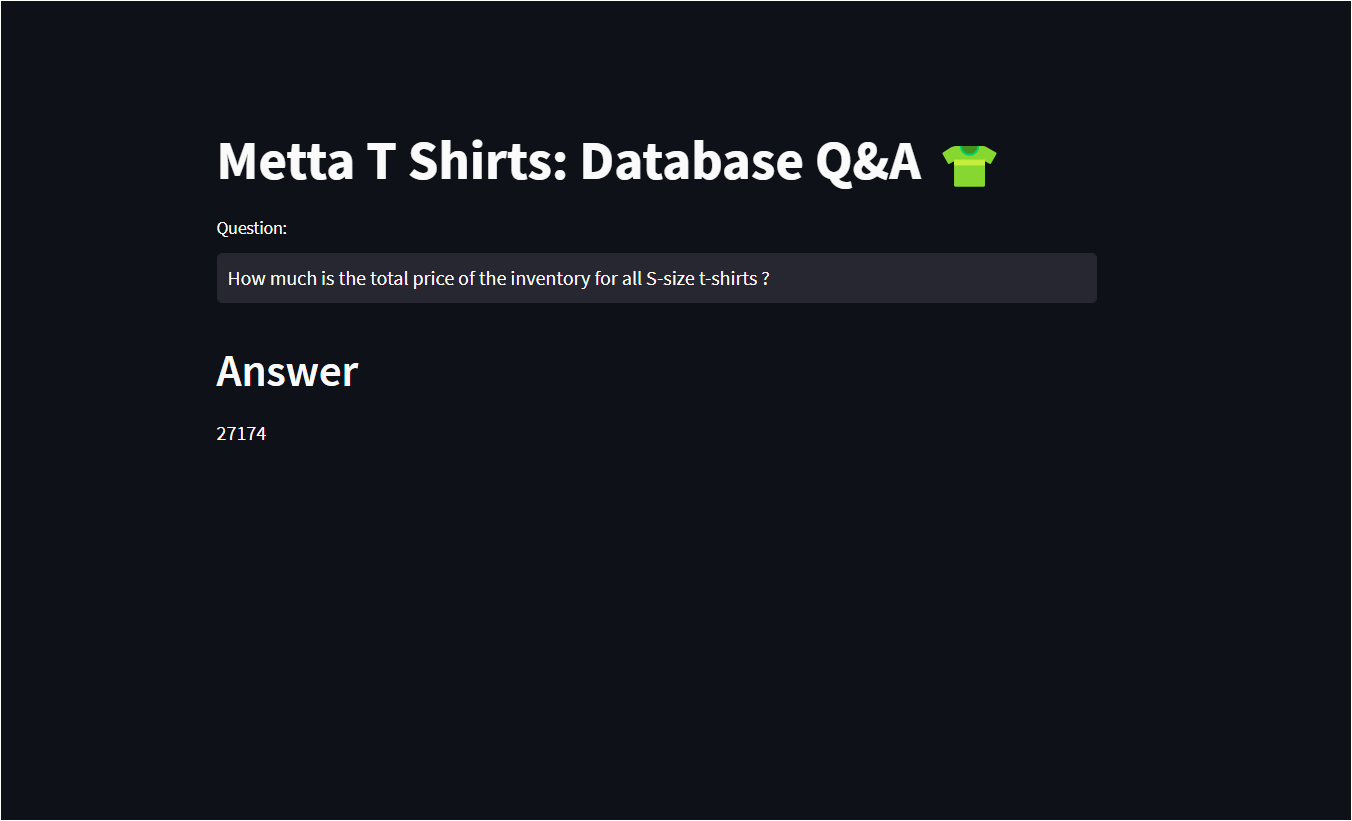 Metta T Shirts: Database Q&A 👕
Question:
How much is the total price of the inventory for all S-size t-shirts ?
Answer
27174